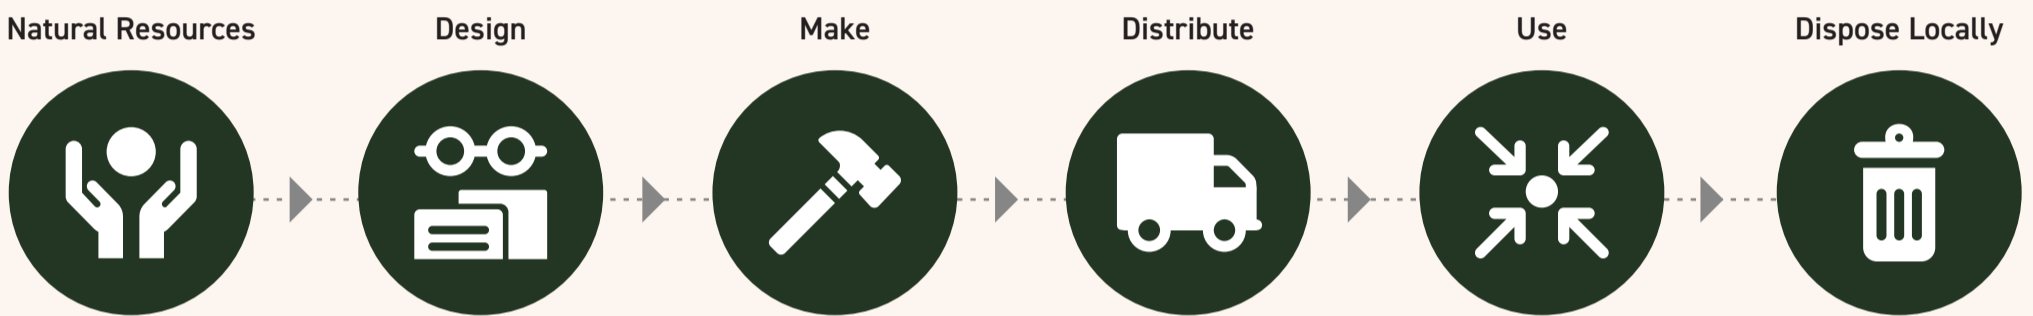 Natural Resources
Design
Make
Distribute
Use
Dispose Locally